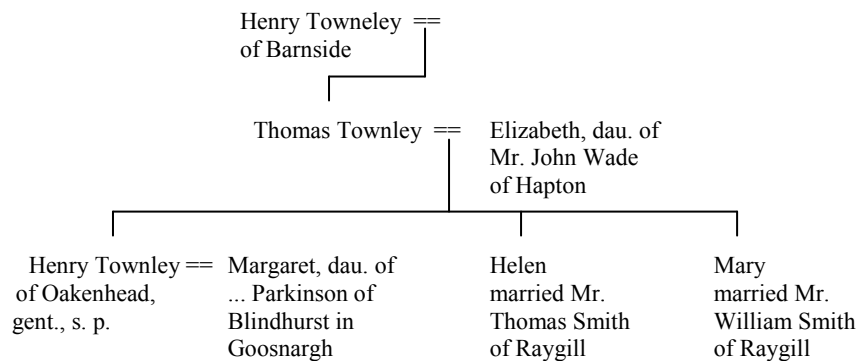 Henry Towneley ==
of Barnside
Thomas Townley ==
Elizabeth, dau. of
Mr. John Wade
of Hapton
Henry Townley ==
of Oakenhead,
gent., s. p.
Margaret, dau. of
... Parkinson of
Blindhurst in
Goosnargh
Helen
married Mr.
Thomas Smith
of Raygill
Mary
married Mr.
William Smith
of Raygill